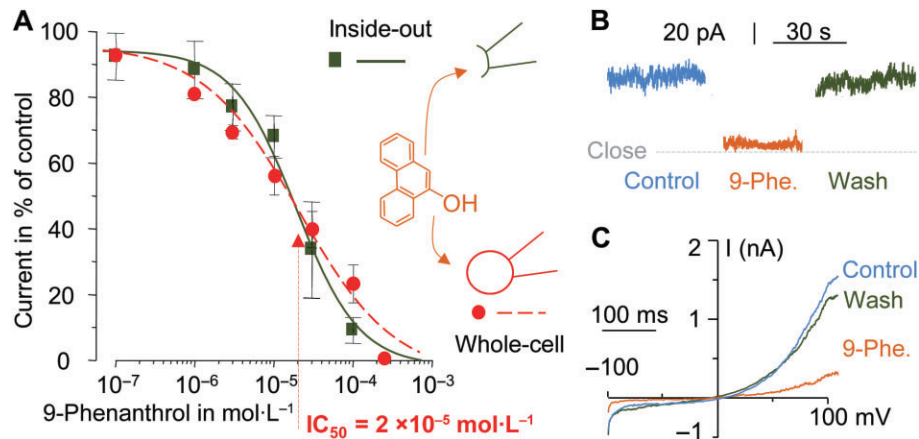 A
Current in % of control
100
80
60
40
20
0
10⁻⁷ 10⁻⁶ 10⁻⁵ 10⁻⁴ 10⁻³
9-Phenanthrol in mol·L⁻¹
IC₅₀ = 2 ×10⁻⁵ mol·L⁻¹
Inside-out
OH
Whole-cell
B
20 pA 30 s
Close
Control 9-Phe. Wash
C
I (nA)
2
1
−1
100 ms
−100
100 mV
Control
Wash
9-Phe.